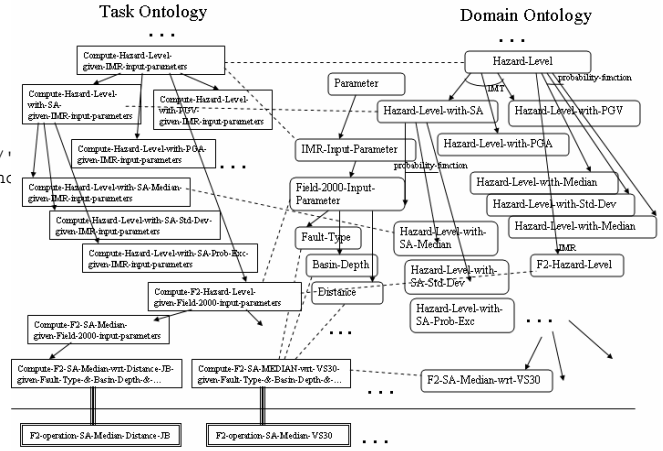 Task Ontology
Domain Ontology
. . .
. . .
Compute-Hazard-Level-
given-IMR-input-parameters
Hazard-Level
probability-function
IMT
Parameter
Compute-Hazard-Level
with-SA-
given-IMR-input-parameters
Compute-Hazard-Level-
with-PGV-
given-IMR-input-parameters
Hazard-Level-with-SA
Hazard-Level-with-PGV
Compute-Hazard-Level-with-PGA-
given-IMR-input-parameters
. . .
IMR-Input-Parameter
Hazard-Level-with-PGA
probability-function
Compute-Hazard-Level-with-SA-Median-
given-IMR-input-parameters
Field-2000-Input-
Parameter
Hazard-Level-with-Median
Hazard-Level-with-Std-Dev
Hazard-Level-with-Median
Compute-Hazard-Level-with-SA-Std-Dev-
given-IMR-input-parameters
Fault-Type
Hazard-Level-with-
SA-Median
IMR
Compute-Hazard-Level-with-SA-Prob-Exc-
given-IMR-input-parameters
Basin-Depth
Hazard-Level-with-
SA-Std-Dev
F2-Hazard-Level
Compute-F2-Hazard-Level-
given-Field-2000-input-parameters
Distance
Hazard-Level-with-
SA-Prob-Exc
. . .
. . .
Compute-F2-SA-Median-
given-Field-2000-input-parameters
Compute-F2-SA-Median-wrt-Distance-JB-
given-Fault-Type-&-Basin-Depth-&-...
Compute-F2-SA-MEDIAN-wrt-VS30-
given-Fault-Type-&-Basin-Depth-&-...
. . .
F2-SA-Median-wrt-VS30
F2-operation-SA-Median-Distance-JB
F2-operation-SA-Median-VS30
. . .